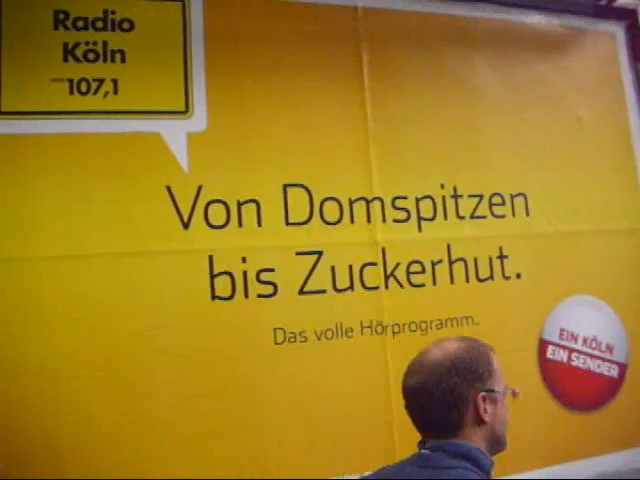 Radio
Köln
107,1
Von Domspitzen
bis Zuckerhut.
Das volle Hörprogramm.
EIN KÖLN
EIN SENDER